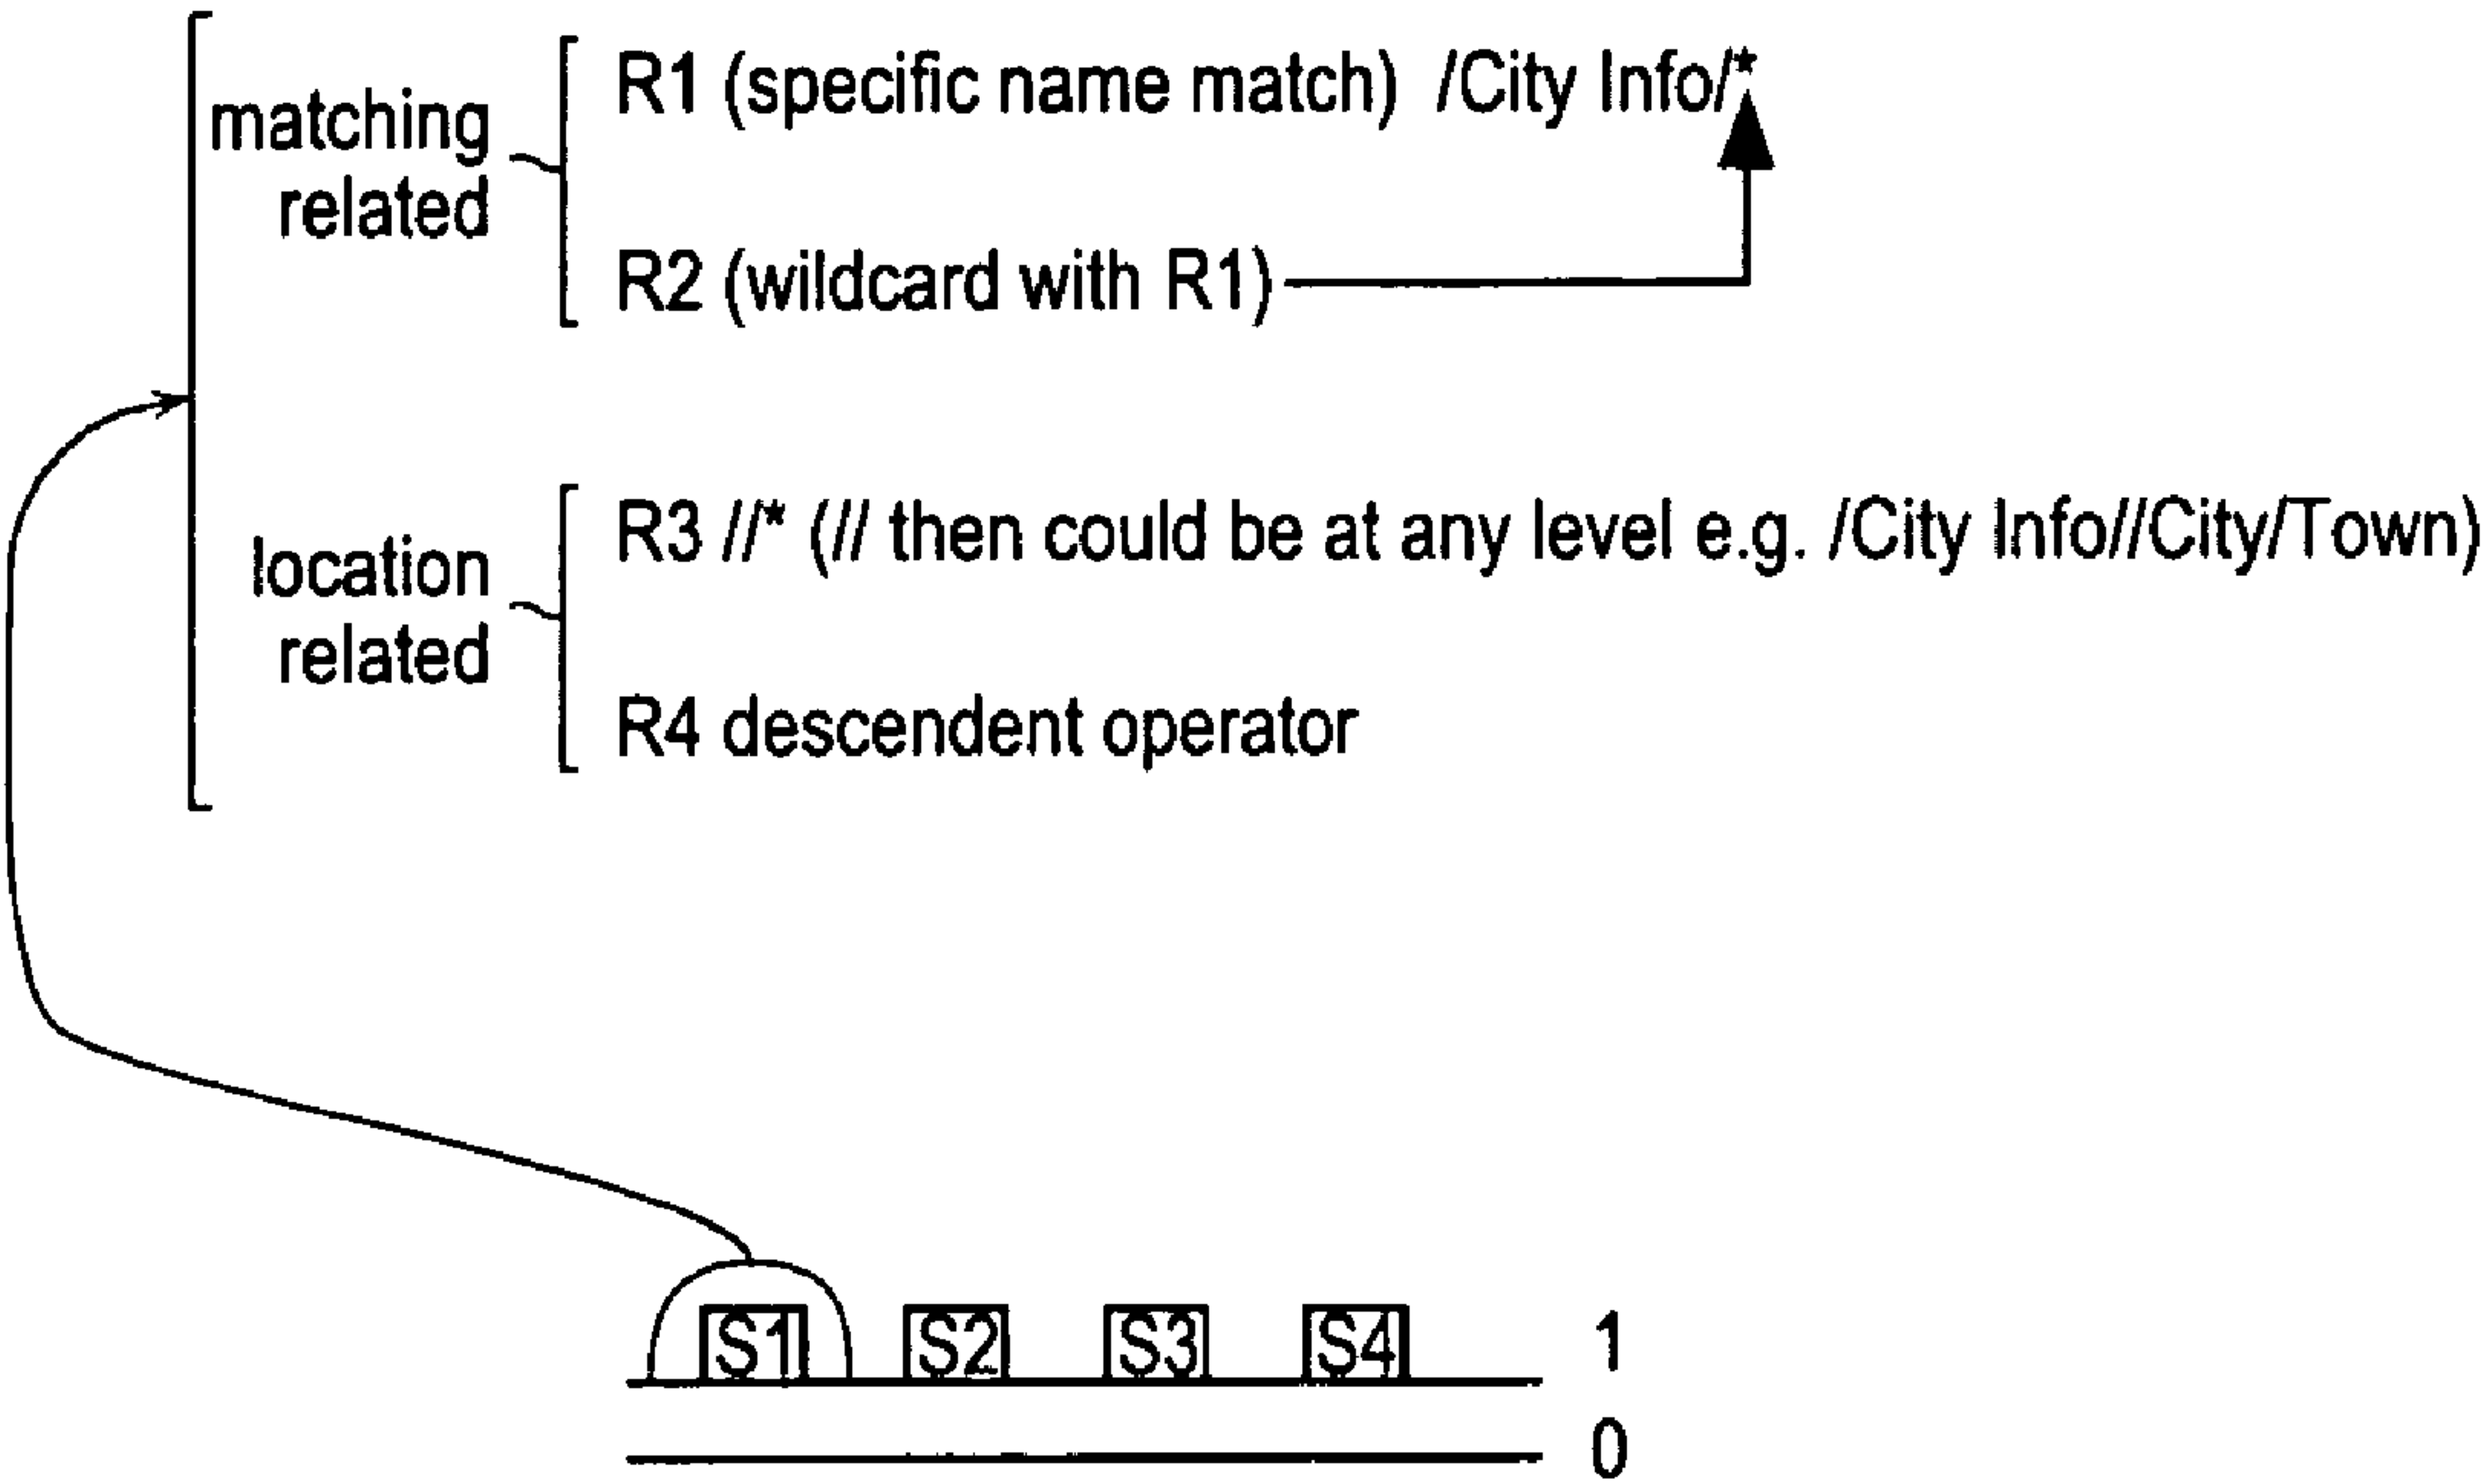 R1 (specific name match) /City Info/*
matching
related
R2 (wildcard with R1)
R3 //* (// then could be at any level e.g. /City Info//City/Town)
location
related
R4 descendent operator
S1 S2 S3 S4 1
0